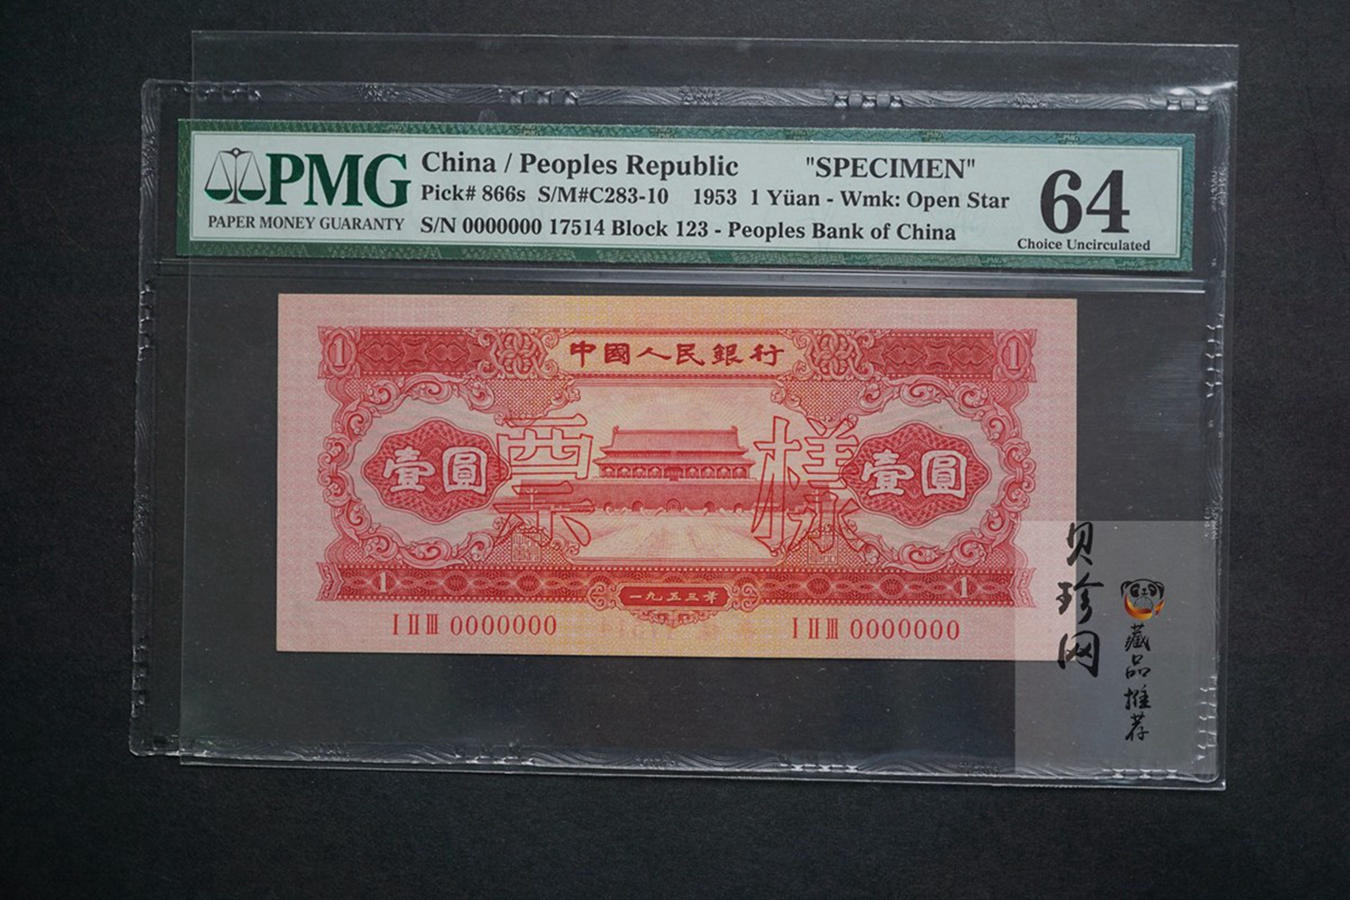 PMG
PAPER MONEY GUARANTY
China / Peoples Republic "SPECIMEN"
Pick# 866s S/M#C283-10 1953 1 Yüan - Wmk: Open Star
S/N 0000000 17514 Block 123 - Peoples Bank of China
64
Choice Uncirculated
1 中國人民銀行 1
壹圓 票樣 壹圓
1 一九五三年 1
I II III 0000000 I II III 0000000
贝珍网
藏品推荐